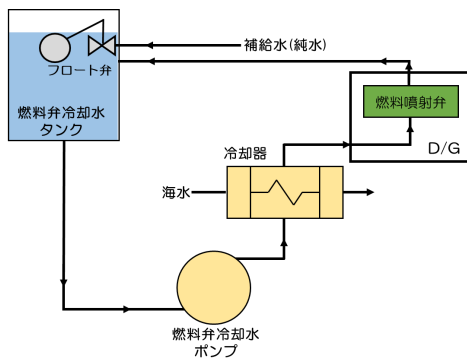 補給水(純水)
フロート弁
燃料弁冷却水
タンク
燃料噴射弁
D/G
冷却器
海水
燃料弁冷却水
ポンプ